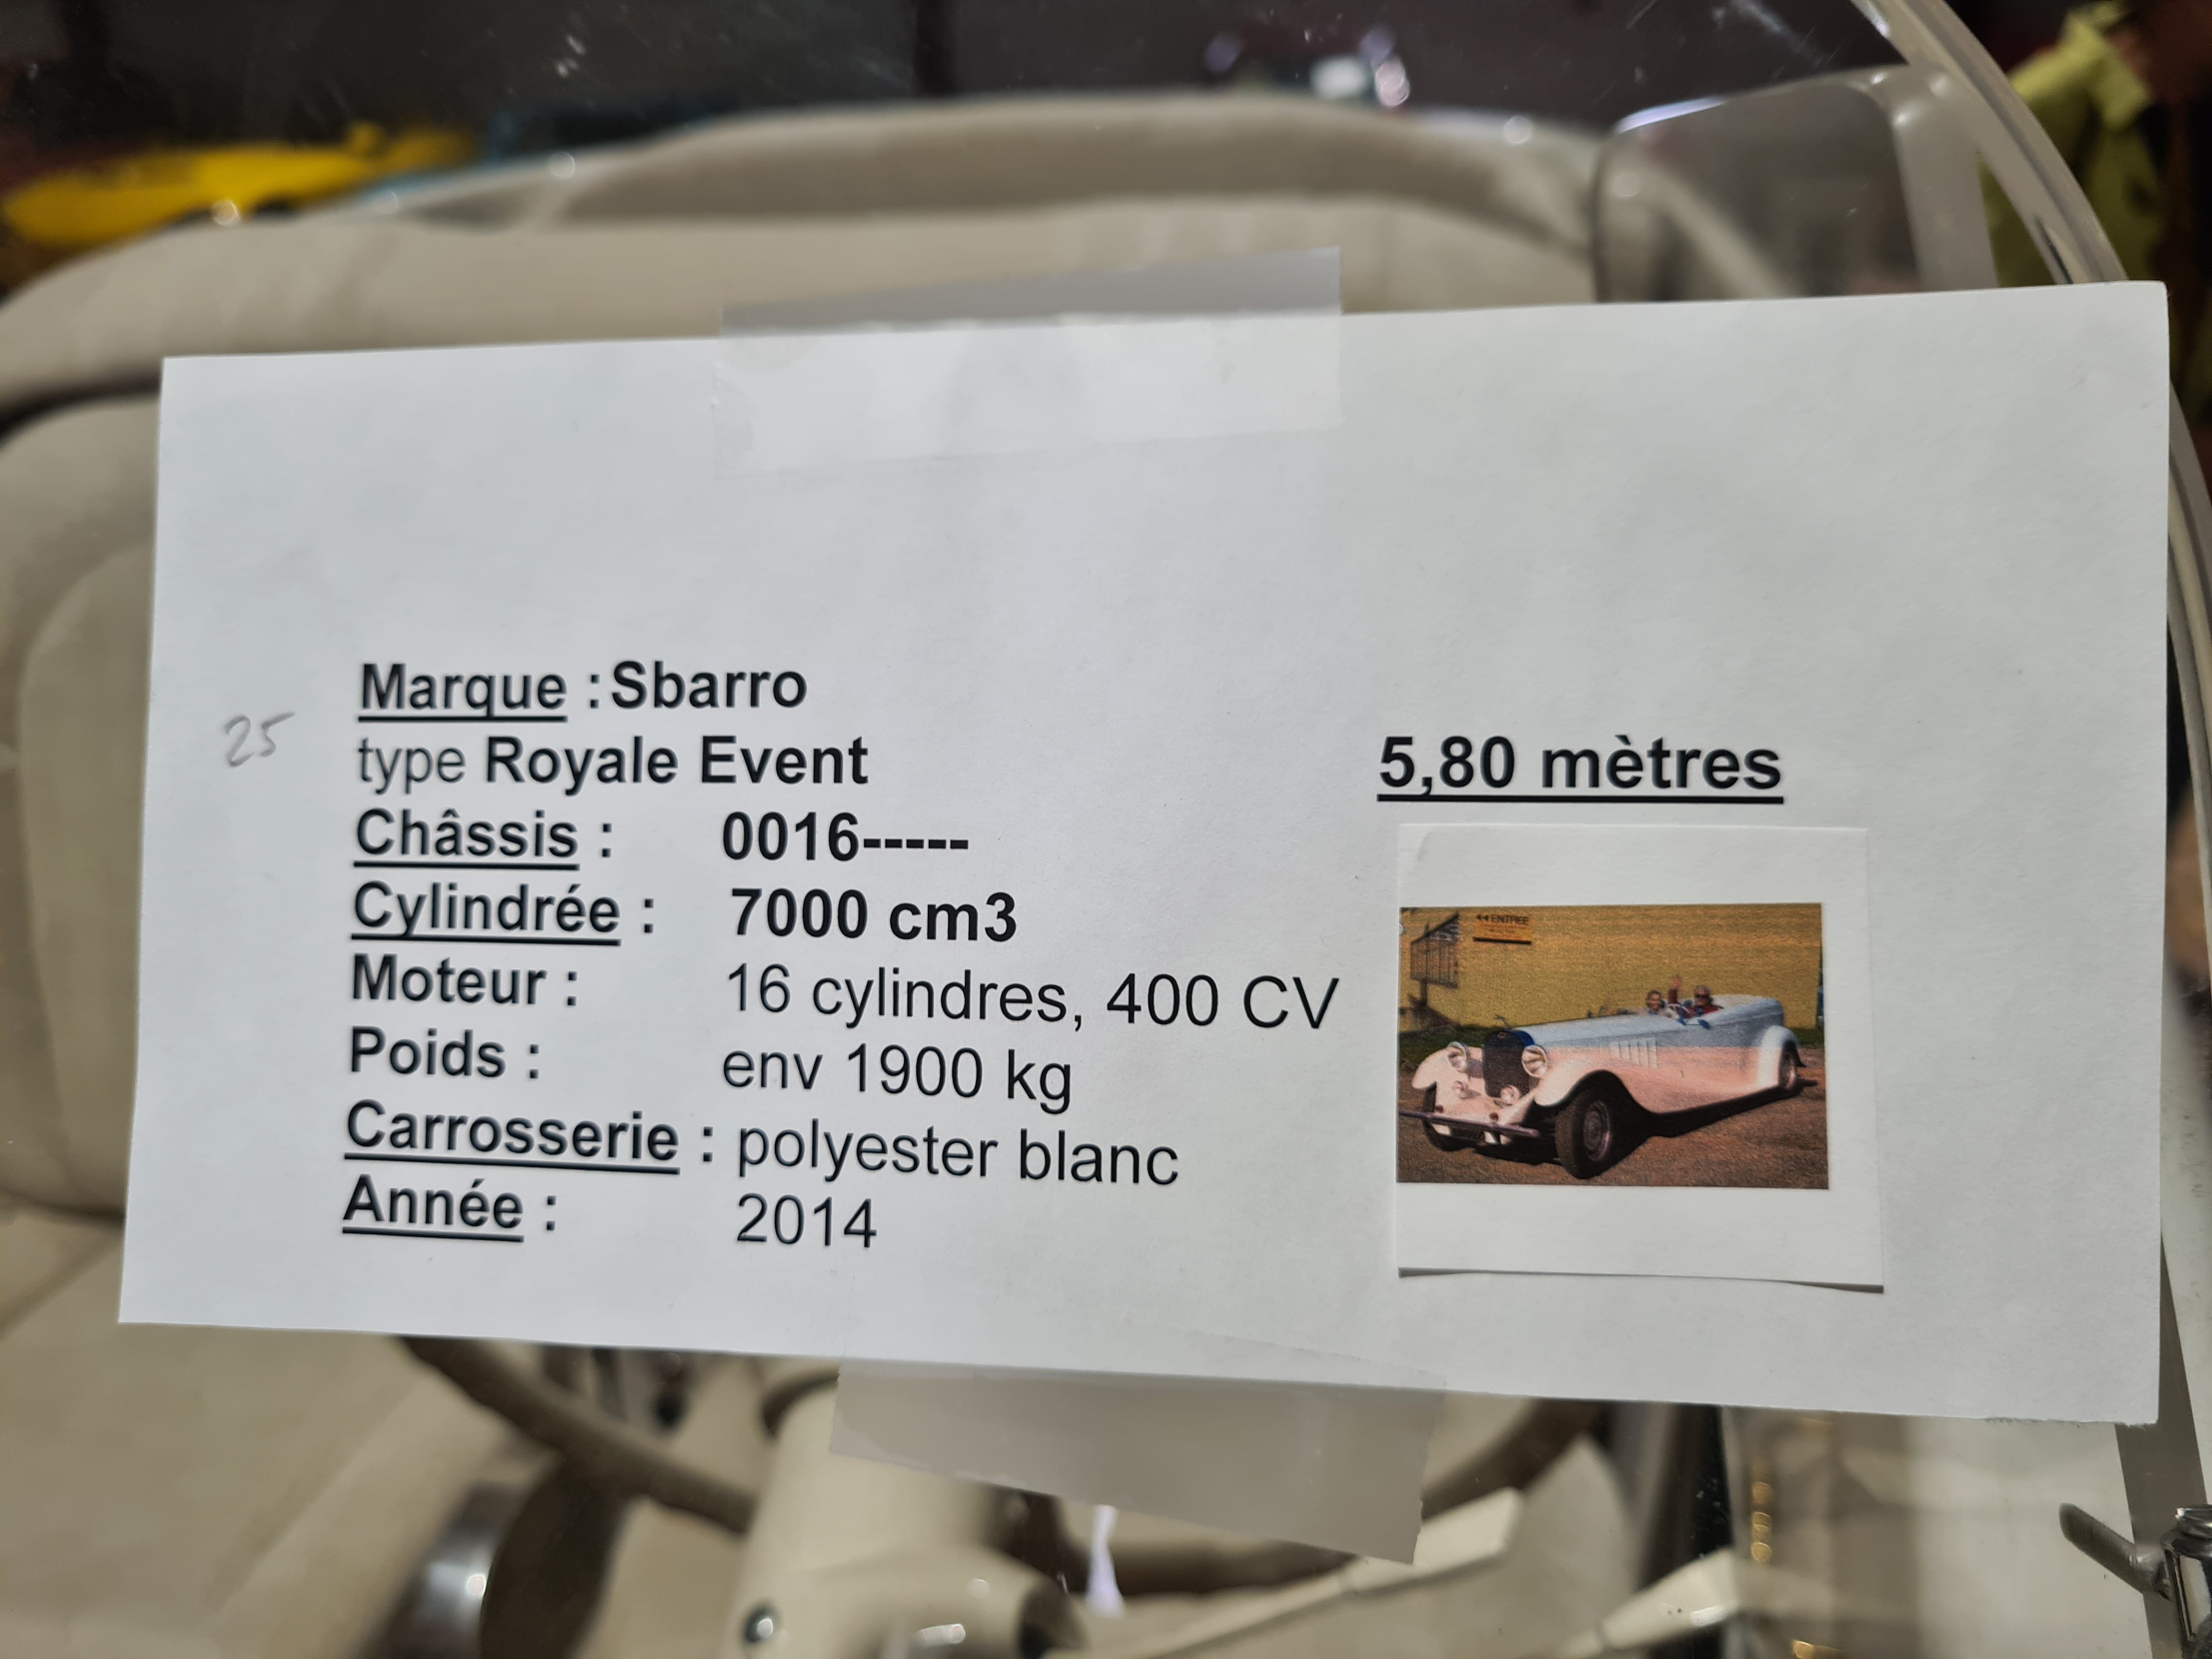 Marque : Sbarro
25
type Royale Event
5,80 mètres
Châssis : 0016-----
Cylindrée : 7000 cm3
Moteur : 16 cylindres, 400 CV
Poids : env 1900 kg
Carrosserie : polyester blanc
Année : 2014
ENTREE